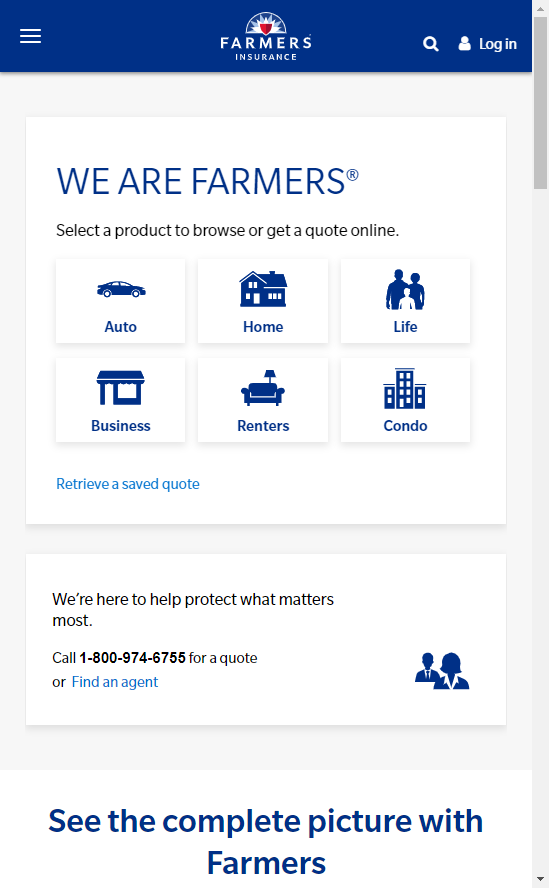 FARMERS
INSURANCE
Log in
WE ARE FARMERS®
Select a product to browse or get a quote online.
Auto
Home
Life
Business
Renters
Condo
Retrieve a saved quote
We’re here to help protect what matters
most.
Call 1-800-974-6755 for a quote
or Find an agent
See the complete picture with
Farmers